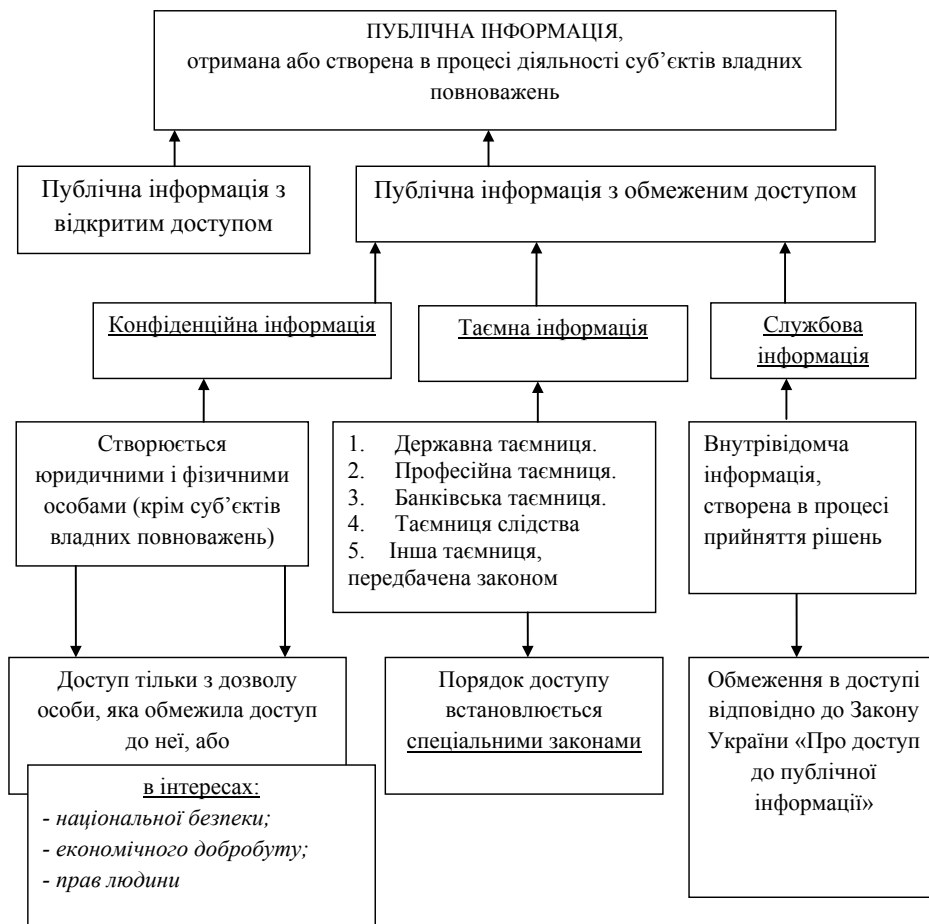 ПУБЛІЧНА ІНФОРМАЦІЯ,
отримана або створена в процесі діяльності суб’єктів владних
повноважень
Публічна інформація з
відкритим доступом
Публічна інформація з обмеженим доступом
Конфіденційна інформація
Таємна інформація
Службова
інформація
Створюється
юридичними і фізичними
особами (крім суб’єктів
владних повноважень)
1. Державна таємниця.
2. Професійна таємниця.
3. Банківська таємниця.
4. Таємниця слідства
5. Інша таємниця,
передбачена законом
Внутрівідомча
інформація,
створена в процесі
прийняття рішень
Доступ тільки з дозволу
особи, яка обмежила доступ
до неї, або
в інтересах:
- національної безпеки;
- економічного добробуту;
- прав людини
Порядок доступу
встановлюється
спеціальними законами
Обмеження в доступі
відповідно до Закону
України «Про доступ
до публічної
інформації»